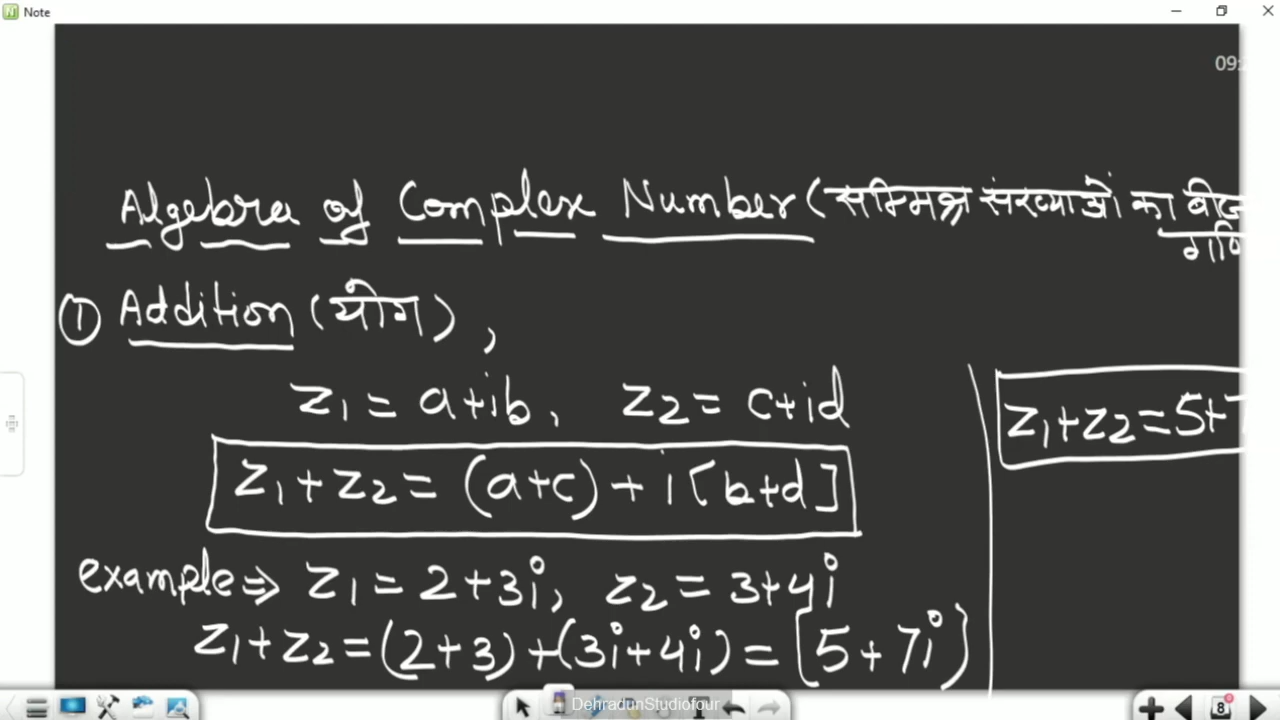 Note
09:
Algebra of Complex Number (सम्मिश्र संख्याओं का
① Addition (योग),
z₁ = a+ib, z₂ = c+id
z₁+z₂ = 5+7
z₁+z₂ = (a+c) + i[b+d]
example⇒ z₁ = 2+3i, z₂ = 3+4i
z₁+z₂ = (2+3)+(3i+4i) = [5+7i]
DehradunStudiofour
8